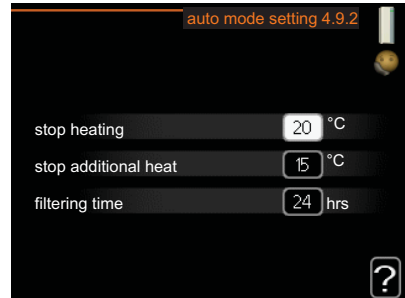 auto mode setting 4.9.2
stop heating 20 °C
stop additional heat 15 °C
filtering time 24 hrs
?